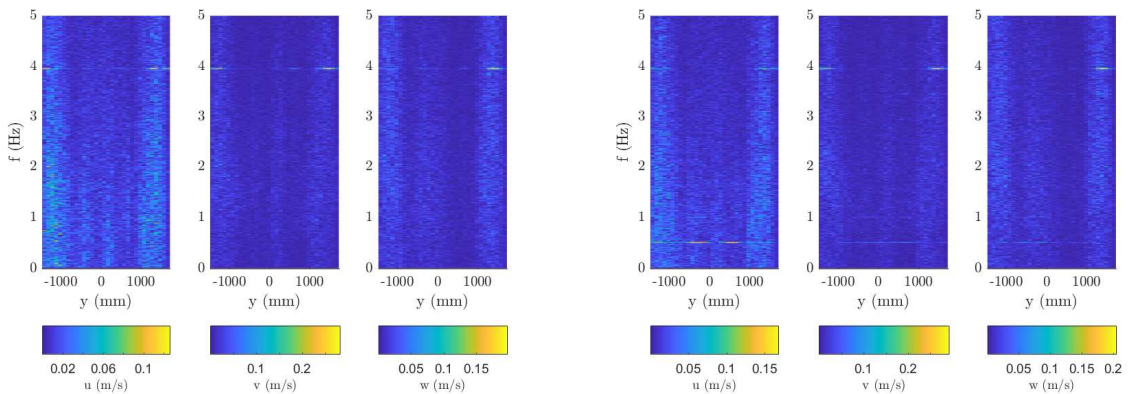 5 5 5 5 5 5
4 4 4 4 4 4
f (Hz) 3 3 3 f (Hz) 3 3 3
2 2 2 2 2 2
1 1 1 1 1 1
0 0 0 0 0 0
-1000 0 1000 -1000 0 1000 -1000 0 1000 -1000 0 1000 -1000 0 1000 -1000 0 1000
y (mm) y (mm) y (mm) y (mm) y (mm) y (mm)
0.02 0.06 0.1 0.1 0.2 0.05 0.1 0.15 0.05 0.1 0.15 0.1 0.2 0.05 0.1 0.15 0.2
u (m/s) v (m/s) w (m/s) u (m/s) v (m/s) w (m/s)